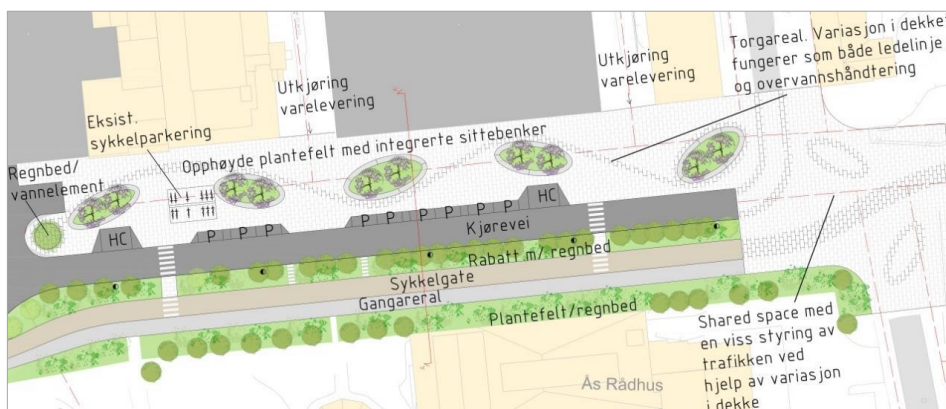 Torgareal. Variasjon i dekke
fungerer som både ledelinje
og overvannshåndtering
Utkjøring
varelevering
Utkjøring
varelevering
Eksist.
sykkelparkering
Opphøyde plantefelt med integrerte sittebenker
Regnbed/
vannelement
HC
P P P
P P P P P P
HC
Kjørevei
Rabatt m/ regnbed
Sykkelgate
Gangareral
Plantefelt/regnbed
Shared space med
en viss styring av
trafikken ved
hjelp av variasjon
i dekke
Ås Rådhus